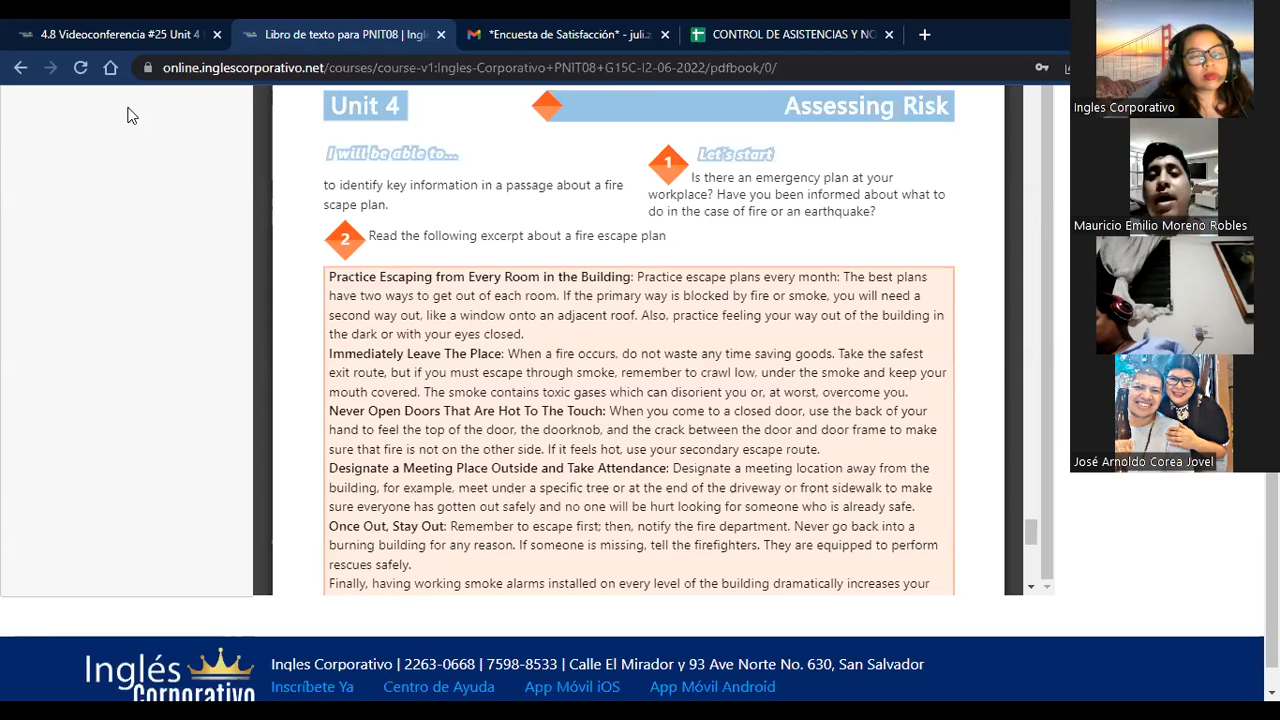 4.8 Videoconferencia #25 Unit 4
Libro de texto para PNIT08 | Ingl
*Encuesta de Satisfacción* - juli.z
CONTROL DE ASISTENCIAS Y NO
online.inglescorporativo.net/courses/course-v1:Ingles-Corporativo+PNIT08+G15C-I2-06-2022/pdfbook/0/
Unit 4
Assessing Risk
I will be able to...
to identify key information in a passage about a fire
scape plan.
1
Let's start
Is there an emergency plan at your
workplace? Have you been informed about what to
do in the case of fire or an earthquake?
2
Read the following excerpt about a fire escape plan
Practice Escaping from Every Room in the Building: Practice escape plans every month: The best plans
have two ways to get out of each room. If the primary way is blocked by fire or smoke, you will need a
second way out, like a window onto an adjacent roof. Also, practice feeling your way out of the building in
the dark or with your eyes closed.
Immediately Leave The Place: When a fire occurs, do not waste any time saving goods. Take the safest
exit route, but if you must escape through smoke, remember to crawl low, under the smoke and keep your
mouth covered. The smoke contains toxic gases which can disorient you or, at worst, overcome you.
Never Open Doors That Are Hot To The Touch: When you come to a closed door, use the back of your
hand to feel the top of the door, the doorknob, and the crack between the door and door frame to make
sure that fire is not on the other side. If it feels hot, use your secondary escape route.
Designate a Meeting Place Outside and Take Attendance: Designate a meeting location away from the
building, for example, meet under a specific tree or at the end of the driveway or front sidewalk to make
sure everyone has gotten out safely and no one will be hurt looking for someone who is already safe.
Once Out, Stay Out: Remember to escape first; then, notify the fire department. Never go back into a
burning building for any reason. If someone is missing, tell the firefighters. They are equipped to perform
rescues safely.
Finally, having working smoke alarms installed on every level of the building dramatically increases your
Ingles Corporativo
Mauricio Emilio Moreno Robles
José Arnoldo Corea Jovel
Inglés
Corporativo
Ingles Corporativo | 2263-0668 | 7598-8533 | Calle El Mirador y 93 Ave Norte No. 630, San Salvador
Inscríbete Ya
Centro de Ayuda
App Móvil iOS
App Móvil Android